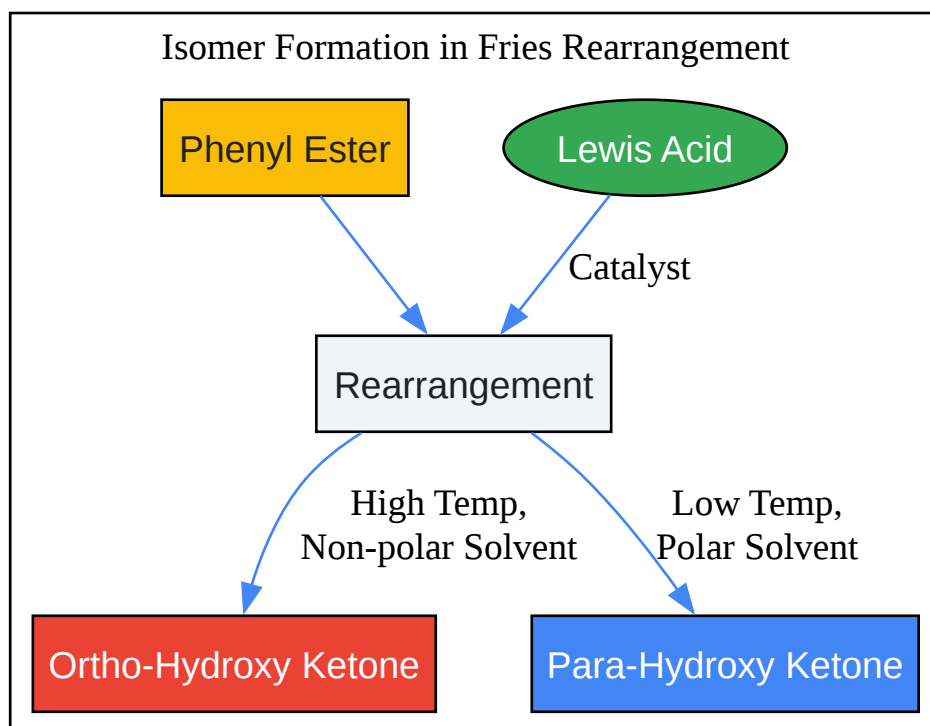 Isomer Formation in Fries Rearrangement
Phenyl Ester
Lewis Acid
Catalyst
Rearrangement
High Temp,
Non-polar Solvent
Low Temp,
Polar Solvent
Ortho-Hydroxy Ketone
Para-Hydroxy Ketone